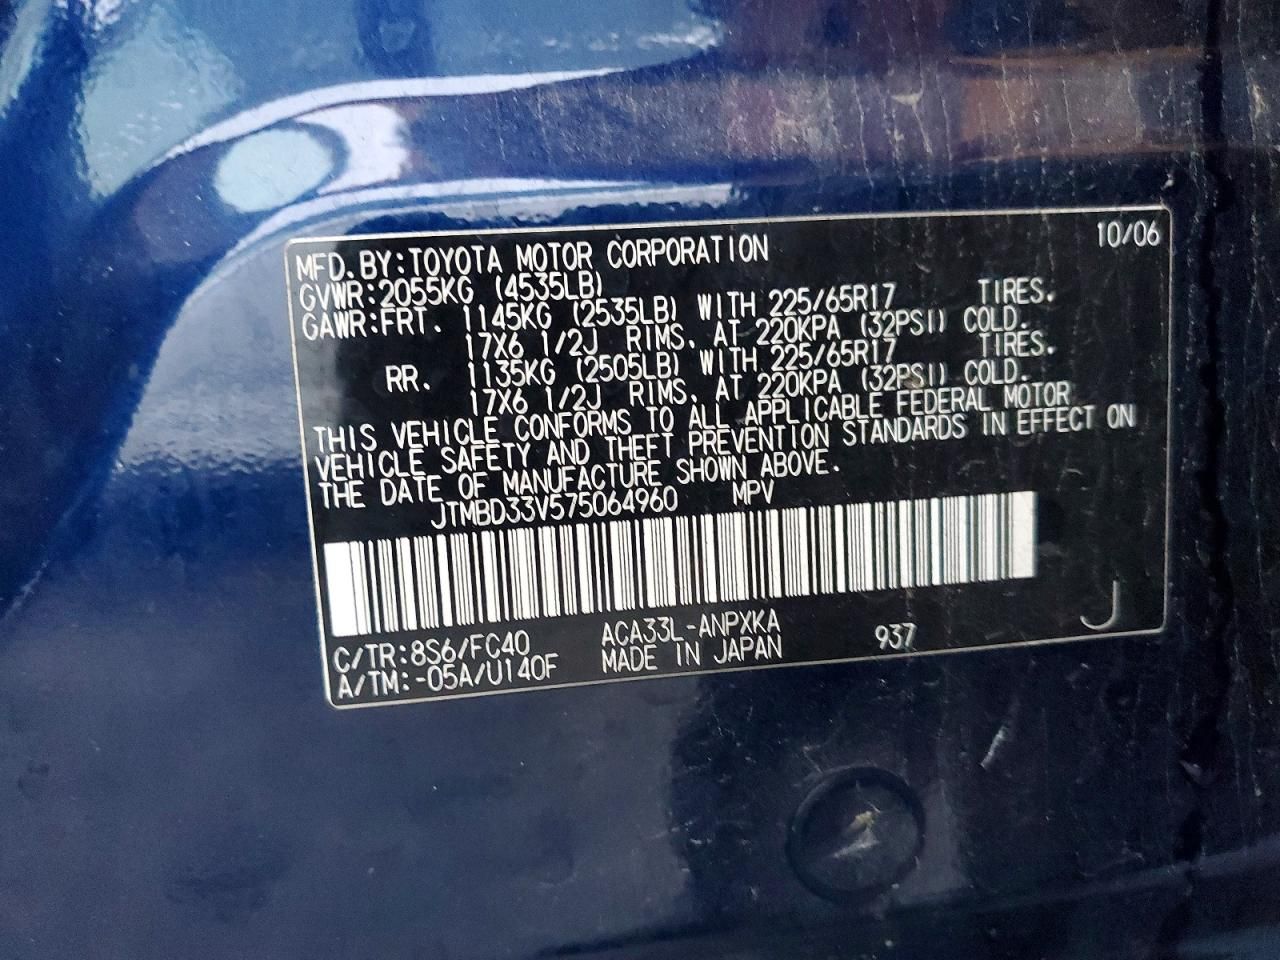 10/06
MFD. BY:TOYOTA MOTOR CORPORATION
GVWR:2055KG (4535LB)
GAWR:FRT. 1145KG (2535LB) WITH 225/65R17 TIRES.
17X6 1/2J RIMS. AT 220KPA (32PSI) COLD.
RR. 1135KG (2505LB) WITH 225/65R17 TIRES.
17X6 1/2J RIMS. AT 220KPA (32PSI) COLD.
THIS VEHICLE CONFORMS TO ALL APPLICABLE FEDERAL MOTOR
VEHICLE SAFETY AND THEFT PREVENTION STANDARDS IN EFFECT ON
THE DATE OF MANUFACTURE SHOWN ABOVE.
JTMBD33V575064960 MPV
C/TR:8S6/FC40 ACA33L-ANPXKA 937 J
A/TM:-05A/U140F MADE IN JAPAN